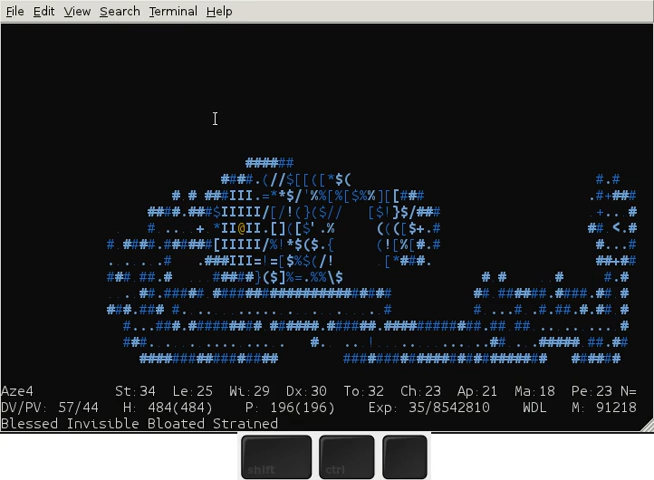 File Edit View Search Terminal Help
Aze4 St:34 Le:25 Wi:29 Dx:30 To:32 Ch:23 Ap:21 Ma:18 Pe:23 N=
DV/PV: 57/44 H: 484(484) P: 196(196) Exp: 35/8542810 WDL M: 91218
Blessed Invisible Bloated Strained
shift ctrl